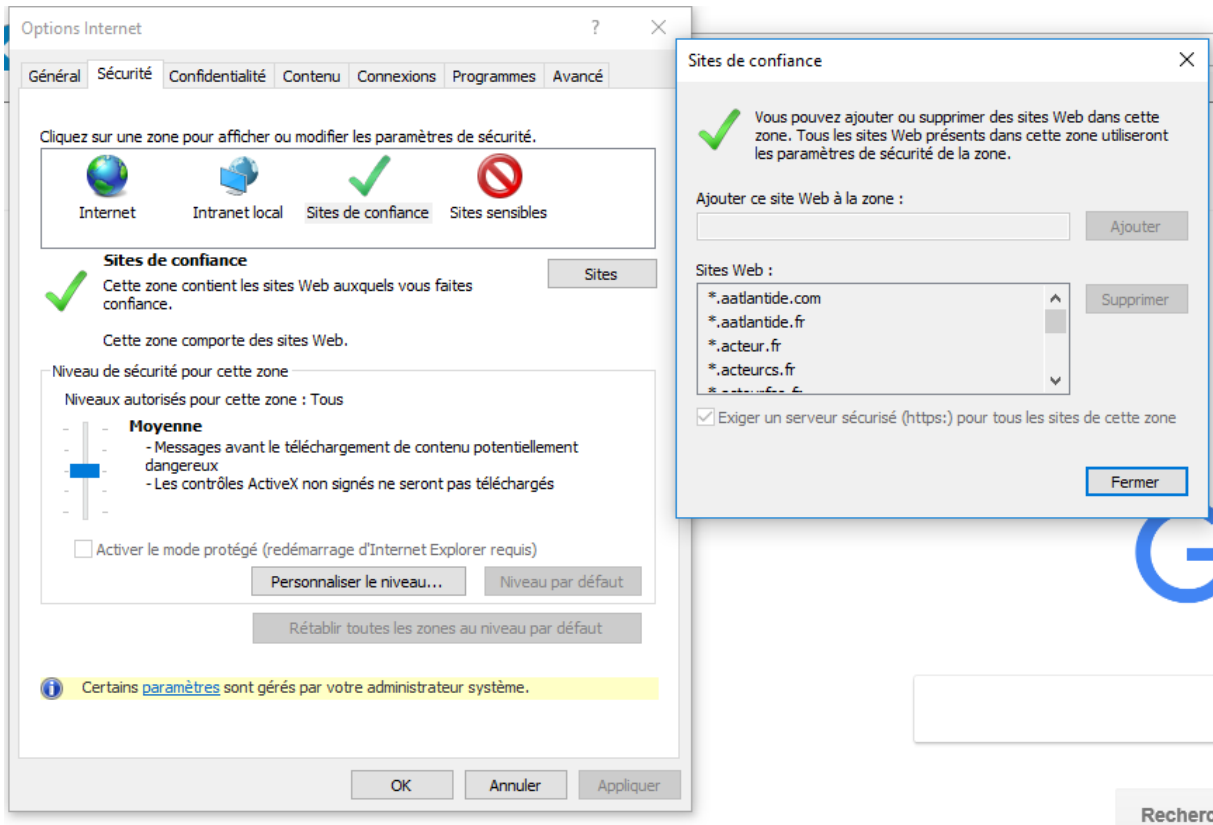 Options Internet
Général Sécurité Confidentialité Contenu Connexions Programmes Avancé
Cliquez sur une zone pour afficher ou modifier les paramètres de sécurité.
Internet Intranet local Sites de confiance Sites sensibles
Sites de confiance
Cette zone contient les sites Web auxquels vous faites
confiance.
Sites
Cette zone comporte des sites Web.
Niveau de sécurité pour cette zone
Niveaux autorisés pour cette zone : Tous
Moyenne
- Messages avant le téléchargement de contenu potentiellement
dangereux
- Les contrôles ActiveX non signés ne seront pas téléchargés
Activer le mode protégé (redémarrage d'Internet Explorer requis)
Personnaliser le niveau... Niveau par défaut
Rétablir toutes les zones au niveau par défaut
Certains paramètres sont gérés par votre administrateur système.
OK Annuler Appliquer
Sites de confiance
Vous pouvez ajouter ou supprimer des sites Web dans cette
zone. Tous les sites Web présents dans cette zone utiliseront
les paramètres de sécurité de la zone.
Ajouter ce site Web à la zone :
Ajouter
Sites Web :
*.aatlantide.com
*.aatlantide.fr
*.acteur.fr
*.acteurcs.fr
Supprimer
Exiger un serveur sécurisé (https:) pour tous les sites de cette zone
Fermer
G
Recherc